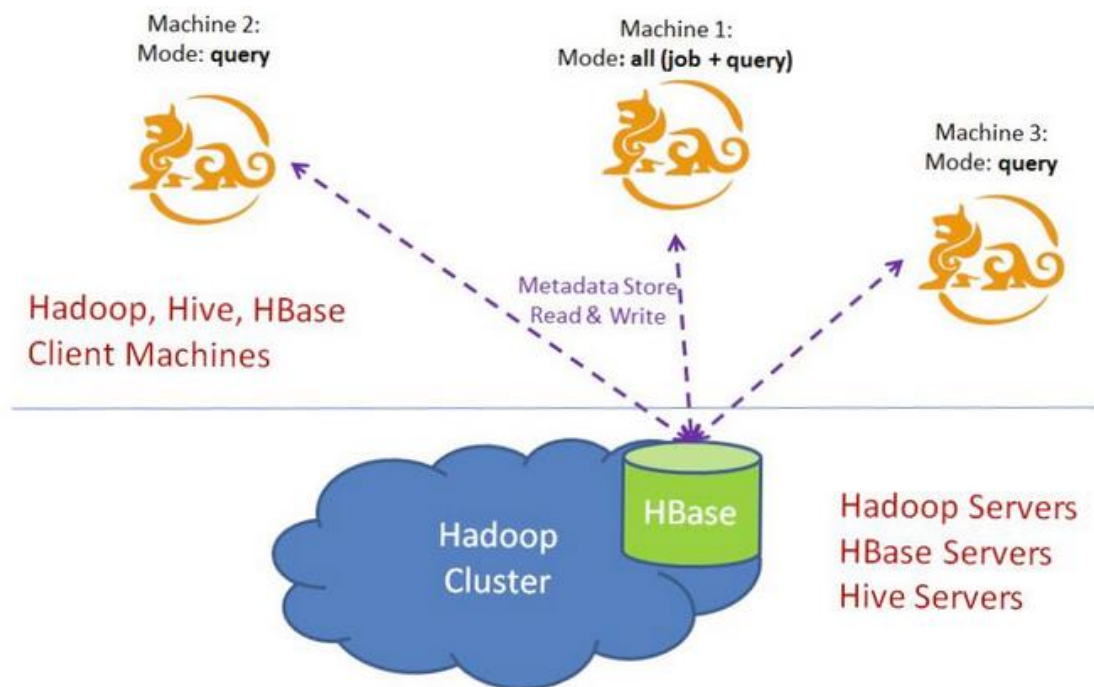 Machine 2:
Mode: query
Machine 1:
Mode: all (job + query)
Machine 3:
Mode: query
Metadata Store
Read & Write
Hadoop, Hive, HBase
Client Machines
Hadoop
Cluster
HBase
Hadoop Servers
HBase Servers
Hive Servers